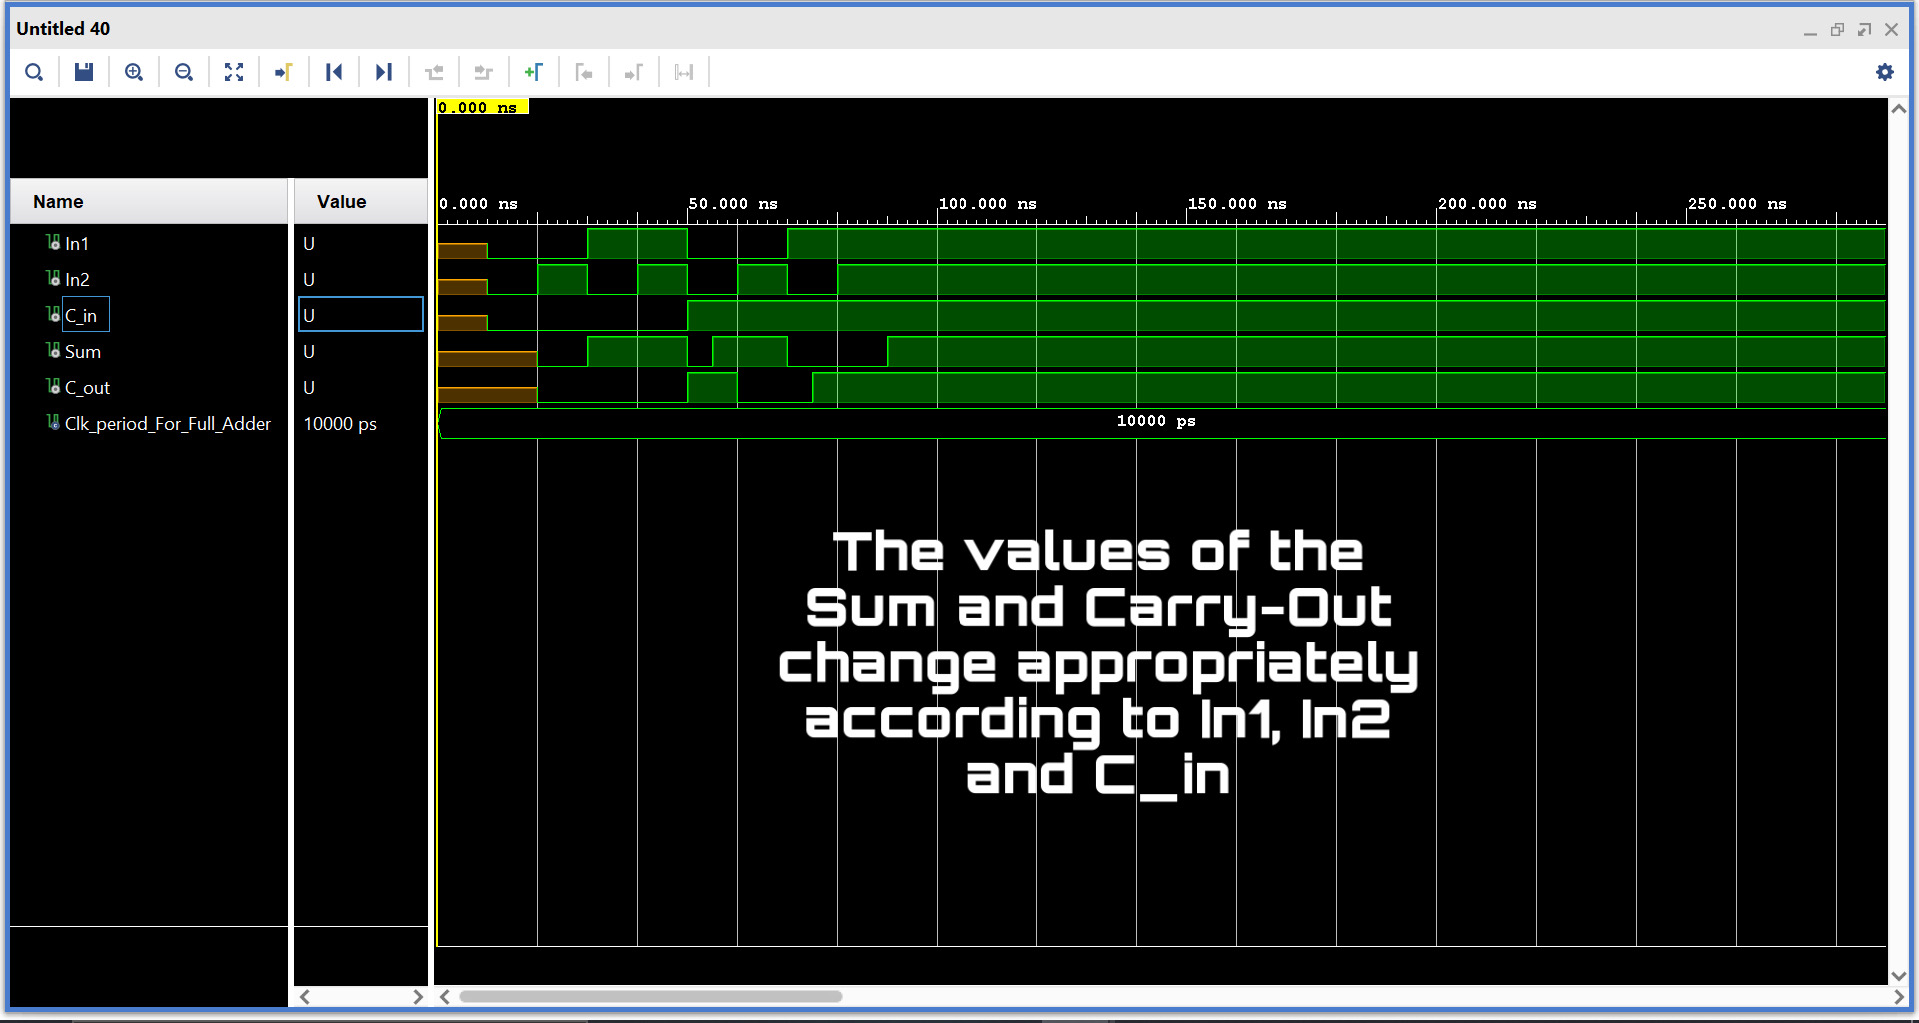 Untitled 40
0.000 ns
Name Value
0.000 ns 50.000 ns 100.000 ns 150.000 ns 200.000 ns 250.000 ns
In1 U
In2 U
C_in U
Sum U
C_out U
Clk_period_For_Full_Adder 10000 ps 10000 ps
The values of the
Sum and Carry-Out
change appropriately
according to In1, In2
and C_in